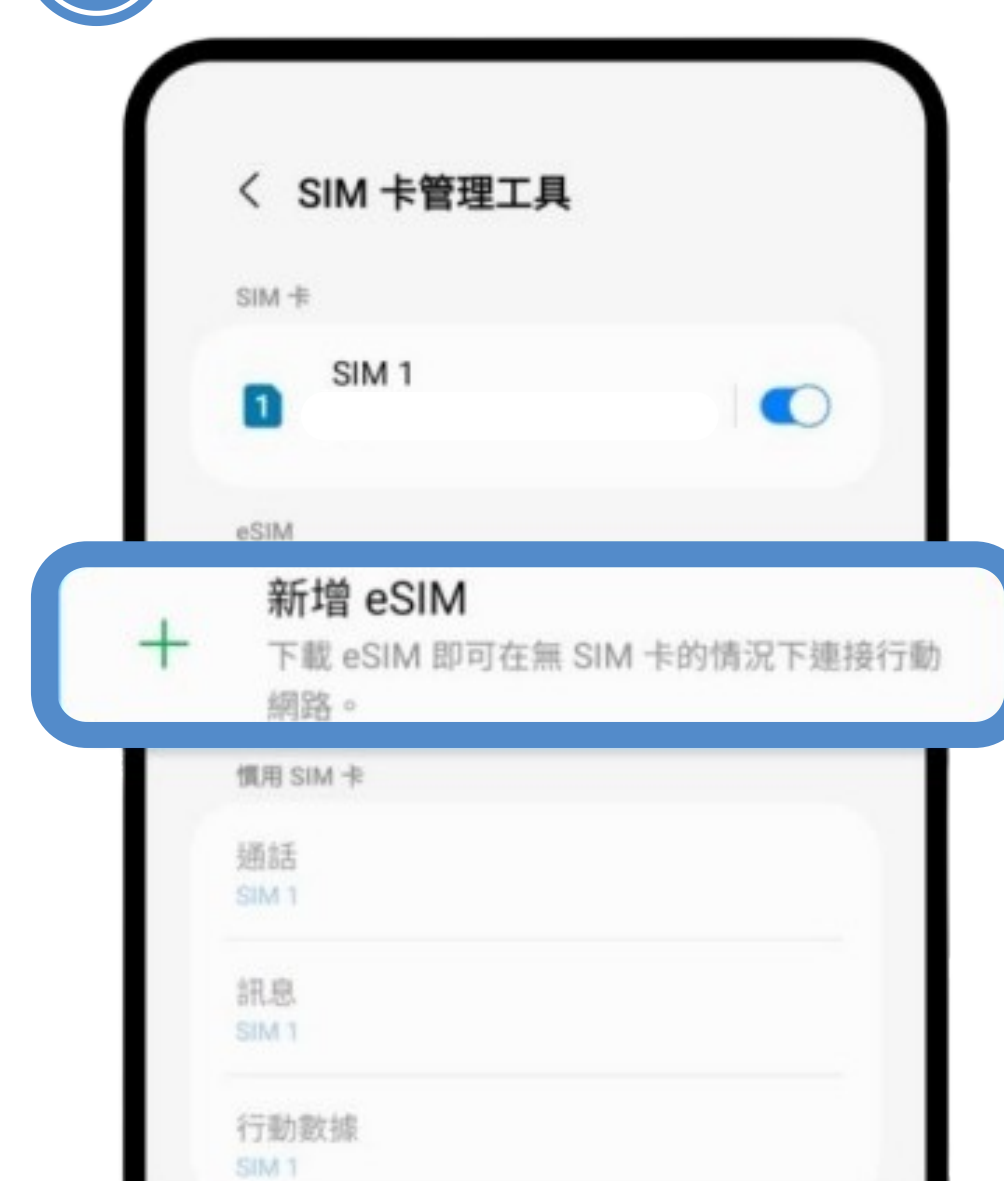 SIM 卡管理工具
SIM 卡
SIM 1
1
eSIM
新增 eSIM
下載 eSIM 即可在無 SIM 卡的情況下連接行動
網路。
慣用 SIM 卡
通話
SIM 1
訊息
SIM 1
行動數據
SIM 1